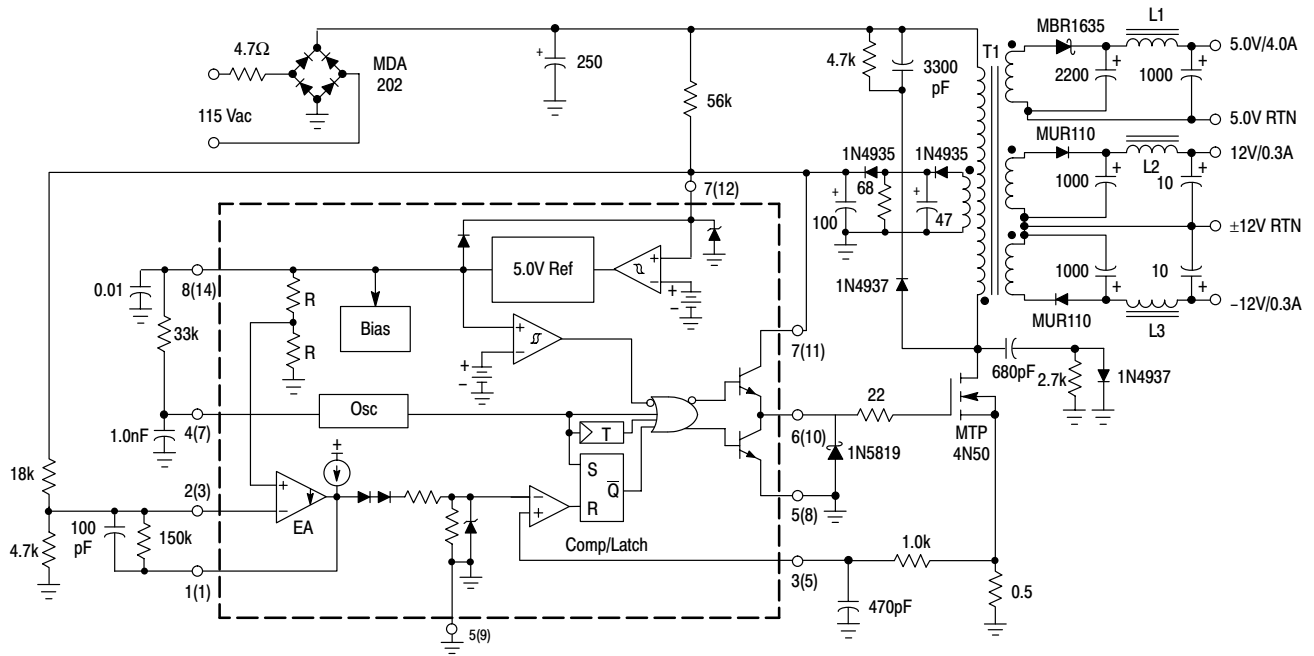 4.7Ω
MDA
202
115 Vac
+
250
56k
4.7k
3300
pF
T1
MBR1635
L1
5.0V/4.0A
+
2200
+
1000
5.0V RTN
MUR110
12V/0.3A
L2
+
1000
+
10
±12V RTN
1000
+
10
+
MUR110
L3
–12V/0.3A
1N4935
1N4935
68
+
100
+
47
1N4937
680pF
2.7k
1N4937
7(12)
0.01
8(14)
33k
R
R
Bias
5.0V Ref
+
–
+
–
+
–
+
–
7(11)
Osc
4(7)
1.0nF
T
S
Q
R
Comp/Latch
6(10)
22
1N5819
MTP
4N50
5(8)
18k
2(3)
+
–
EA
+
–
+
100
pF
150k
4.7k
1(1)
5(9)
3(5)
1.0k
470pF
0.5